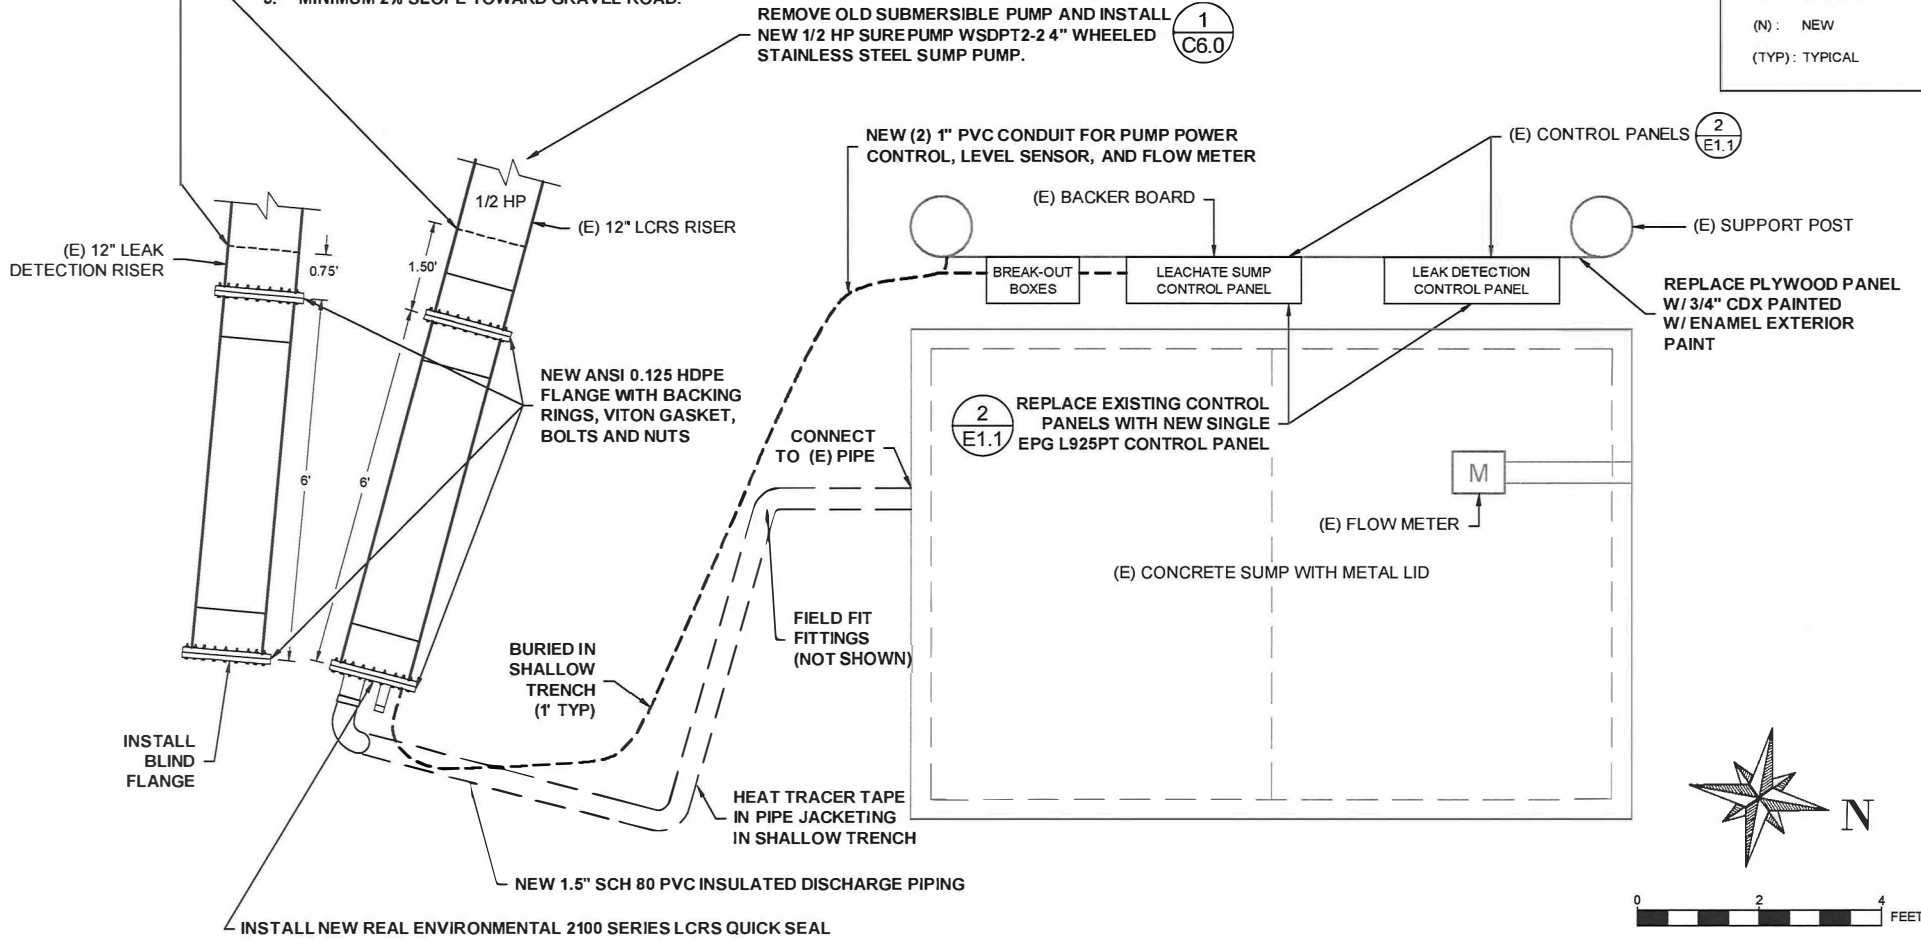 9. MINIMUM 2% SLOPE TOWARD GRAVEL ROAD.
REMOVE OLD SUBMERSIBLE PUMP AND INSTALL
NEW 1/2 HP SUREPUMP WSDPT2-2 4" WHEELED
STAINLESS STEEL SUMP PUMP.
1
C6.0
(N) : NEW
(TYP) : TYPICAL
NEW (2) 1" PVC CONDUIT FOR PUMP POWER
CONTROL, LEVEL SENSOR, AND FLOW METER
(E) CONTROL PANELS
2
E1.1
1/2 HP
(E) BACKER BOARD
(E) 12" LCRS RISER
(E) SUPPORT POST
(E) 12" LEAK
DETECTION RISER
0.75'
1.50'
BREAK-OUT
BOXES
LEACHATE SUMP
CONTROL PANEL
LEAK DETECTION
CONTROL PANEL
REPLACE PLYWOOD PANEL
W/ 3/4" CDX PAINTED
W/ ENAMEL EXTERIOR
PAINT
NEW ANSI 0.125 HDPE
FLANGE WITH BACKING
RINGS, VITON GASKET,
BOLTS AND NUTS
2
E1.1
REPLACE EXISTING CONTROL
PANELS WITH NEW SINGLE
EPG L925PT CONTROL PANEL
CONNECT
TO (E) PIPE
6'
6'
M
(E) FLOW METER
(E) CONCRETE SUMP WITH METAL LID
FIELD FIT
FITTINGS
(NOT SHOWN)
BURIED IN
SHALLOW
TRENCH
(1' TYP)
INSTALL
BLIND
FLANGE
HEAT TRACER TAPE
IN PIPE JACKETING
IN SHALLOW TRENCH
N
NEW 1.5" SCH 80 PVC INSULATED DISCHARGE PIPING
0 2 4
FEET
INSTALL NEW REAL ENVIRONMENTAL 2100 SERIES LCRS QUICK SEAL